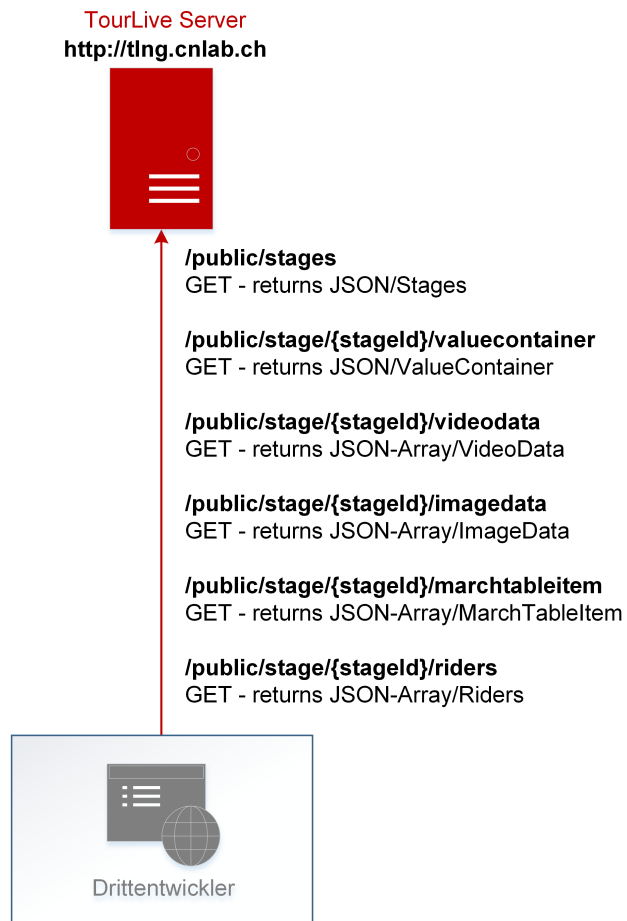 TourLive Server
http://tlng.cnlab.ch
/public/stages
GET - returns JSON/Stages
/public/stage/{stageId}/valuecontainer
GET - returns JSON/ValueContainer
/public/stage/{stageId}/videodata
GET - returns JSON-Array/VideoData
/public/stage/{stageId}/imagedata
GET - returns JSON-Array/ImageData
/public/stage/{stageId}/marchtableitem
GET - returns JSON-Array/MarchTableItem
/public/stage/{stageId}/riders
GET - returns JSON-Array/Riders
Drittentwickler